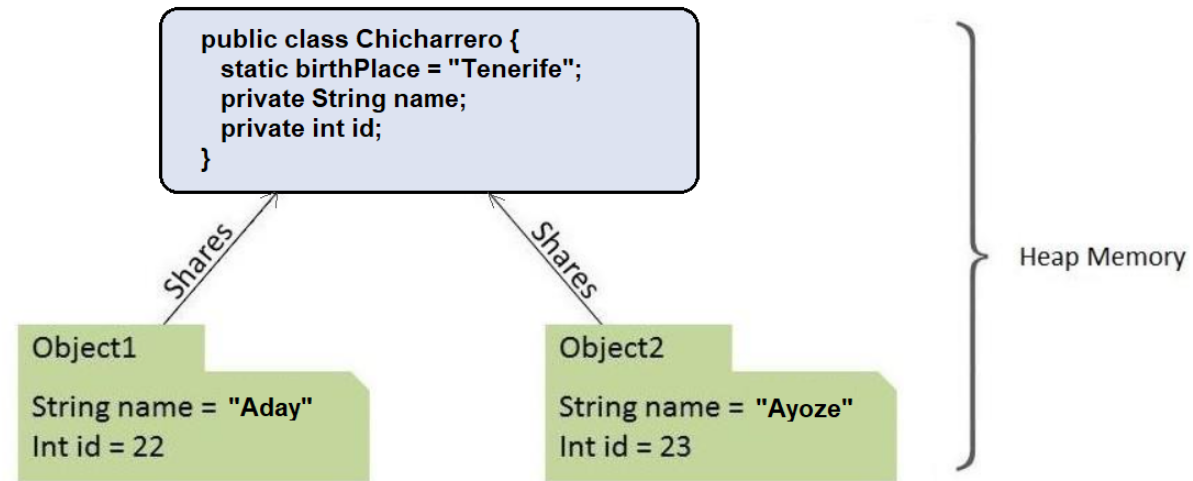 public class Chicharrero {
static birthPlace = "Tenerife";
private String name;
private int id;
}
Shares
Shares
Heap Memory
Object1
String name = "Aday"
Int id = 22
Object2
String name = "Ayoze"
Int id = 23